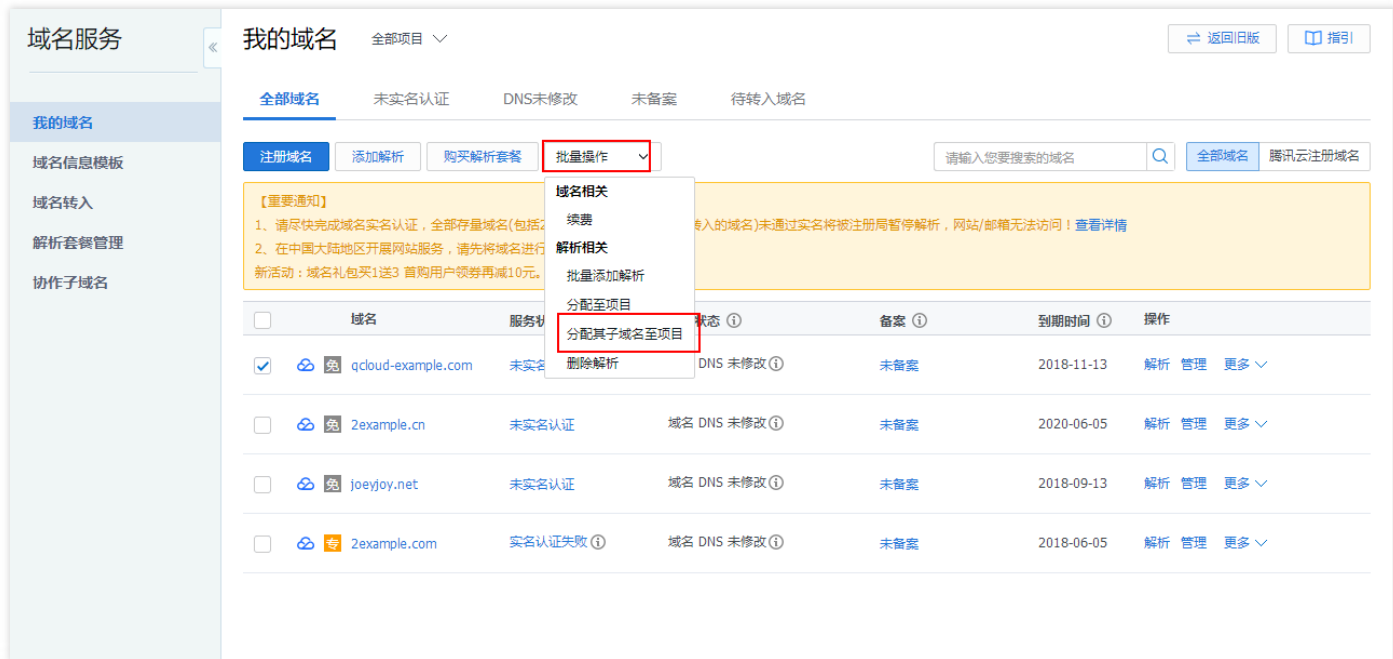 域名服务
我的域名
域名信息模板
域名转入
解析套餐管理
协作子域名
我的域名 全部项目
返回旧版 指引
全部域名 未实名认证 DNS未修改 未备案 待转入域名
注册域名 添加解析 购买解析套餐 批量操作 请输入您要搜索的域名 全部域名 腾讯云注册域名
域名相关
续费
解析相关
批量添加解析
分配至项目
分配其子域名至项目
删除解析
【重要通知】
1、请尽快完成域名实名认证，全部存量域名(包括 转入的域名)未通过实名将被注册局暂停解析，网站/邮箱无法访问！查看详情
2、在中国大陆地区开展网站服务，请先将域名进行
新活动：域名礼包买1送3 首购用户领券再减10元。
域名 服务状 状态 备案 到期时间 操作
免 qcloud-example.com 未实名 DNS 未修改 未备案 2018-11-13 解析 管理 更多
免 2example.cn 未实名认证 域名 DNS 未修改 未备案 2020-06-05 解析 管理 更多
免 joeyjoy.net 未实名认证 域名 DNS 未修改 未备案 2018-09-13 解析 管理 更多
专 2example.com 实名认证失败 域名 DNS 未修改 未备案 2018-06-05 解析 管理 更多